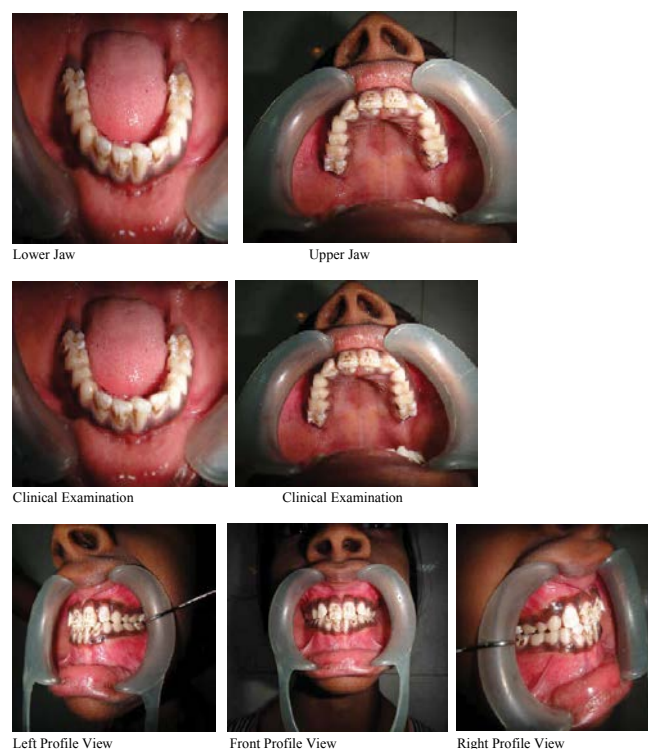 Lower Jaw
Upper Jaw
Clinical Examination
Clinical Examination
Left Profile View
Front Profile View
Right Profile View